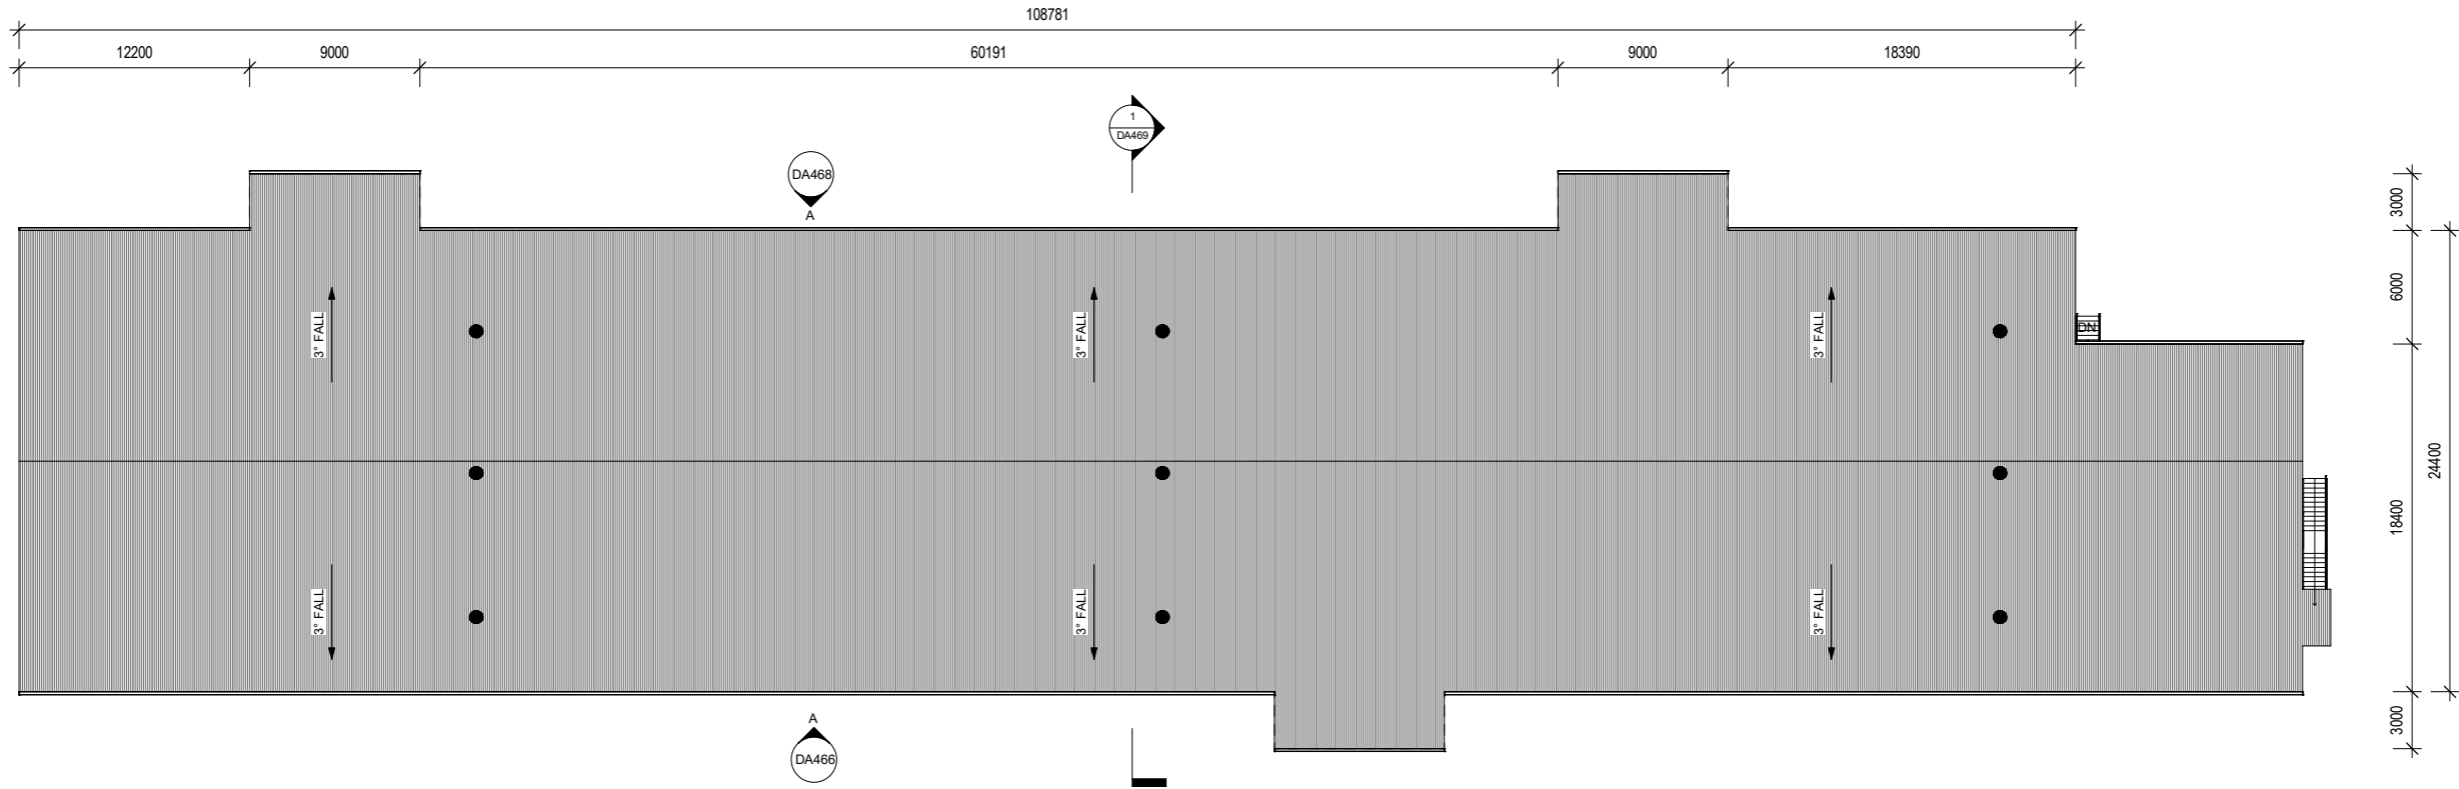 108781
12200
9000
60191
9000
18390
1
DA469
DA468
A
3000
6000
18400
24400
3000
3° FALL
3° FALL
3° FALL
DN
3° FALL
3° FALL
3° FALL
A
DA466